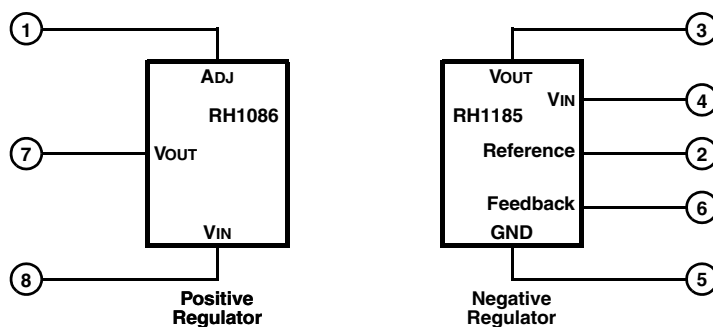 1
ADJ
RH1086
7
VOUT
VIN
8
Positive
Regulator
3
VOUT
VIN
4
RH1185
Reference
2
Feedback
6
GND
5
Negative
Regulator